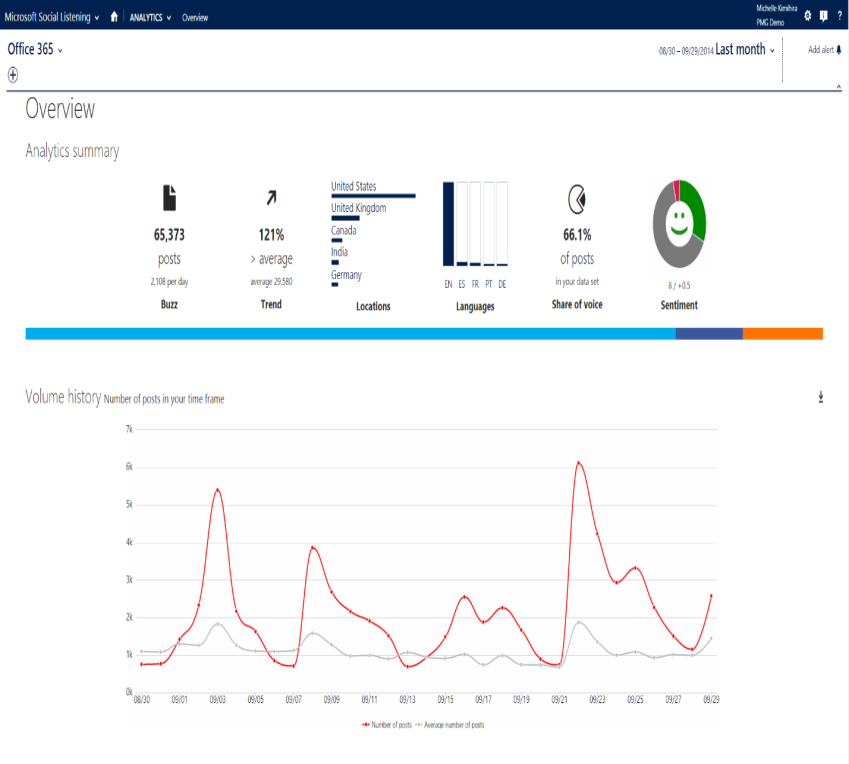 Microsoft Social Listening ANALYTICS Overview
Michelle Kimihira
PMG Demo
?
Office 365
08/30 – 09/29/2014 Last month
Add alert
Overview
Analytics summary
65,373
posts
2,108 per day
Buzz
121%
> average
average 29,580
Trend
United States
United Kingdom
Canada
India
Germany
Locations
EN ES FR PT DE
Languages
66.1%
of posts
in your data set
Share of voice
8 / +0.5
Sentiment
Volume history Number of posts in your time frame
7k
6k
5k
4k
3k
2k
1k
0k
08/30 09/01 09/03 09/05 09/07 09/09 09/11 09/13 09/15 09/17 09/19 09/21 09/23 09/25 09/27 09/29
Number of posts Average number of posts